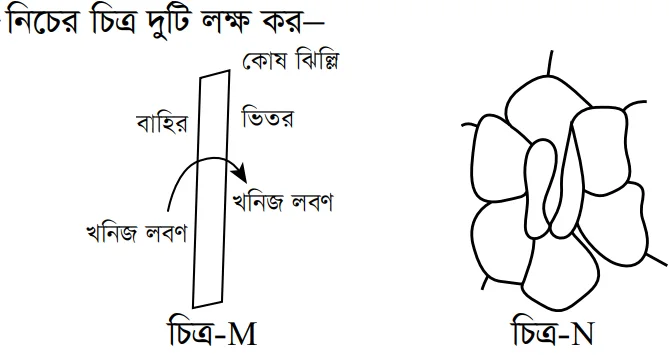 নিচের চিত্র দুটি লক্ষ কর–
কোষ ঝিল্লি
বাহির
ভিতর
খনিজ লবণ
খনিজ লবণ
চিত্র-M
চিত্র-N